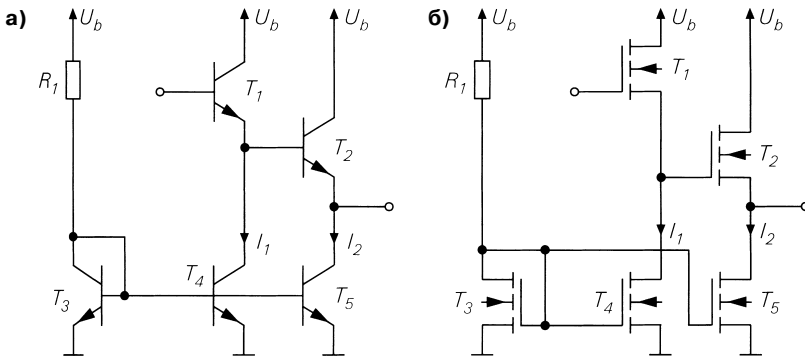 а)
U_b
U_b
U_b
R_1
T_1
T_2
I_1
I_2
T_3
T_4
T_5
б)
U_b
U_b
U_b
R_1
T_1
T_2
I_1
I_2
T_3
T_4
T_5